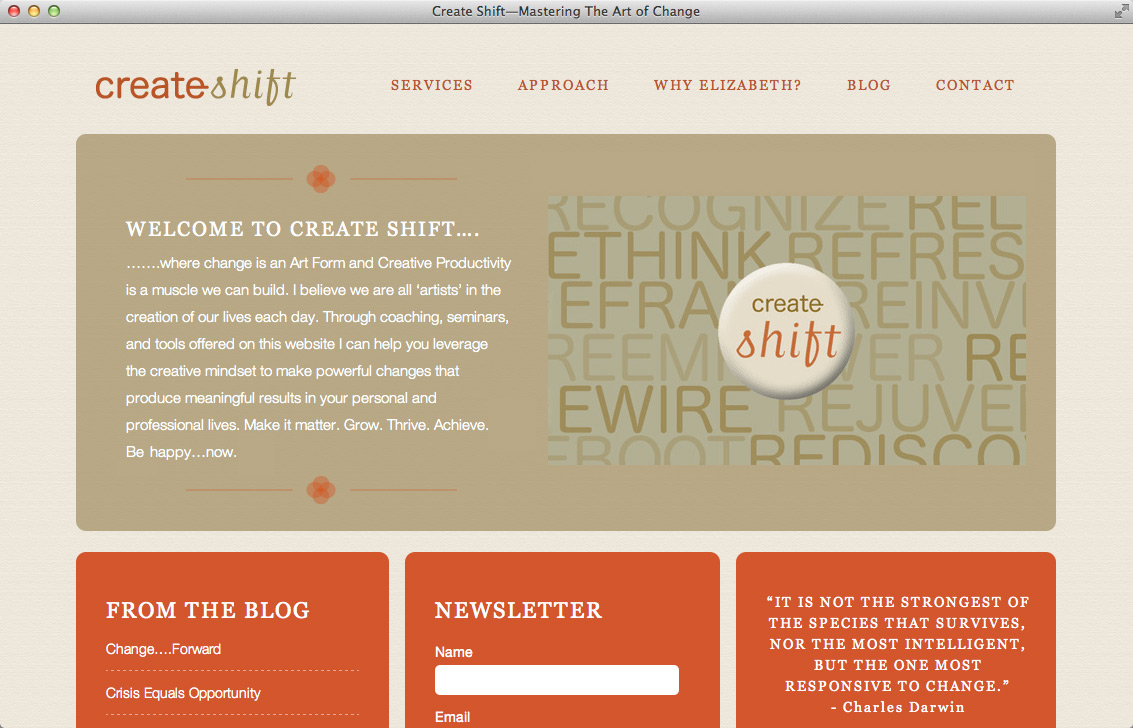 Create Shift—Mastering The Art of Change
create shift
SERVICES APPROACH WHY ELIZABETH? BLOG CONTACT
WELCOME TO CREATE SHIFT....
…….where change is an Art Form and Creative Productivity
is a muscle we can build. I believe we are all ‘artists’ in the
creation of our lives each day. Through coaching, seminars,
and tools offered on this website I can help you leverage
the creative mindset to make powerful changes that
produce meaningful results in your personal and
professional lives. Make it matter. Grow. Thrive. Achieve.
Be happy…now.
RECOGNIZE REL
ETHINK REFRES
EFRA REINV
REEM ER RE
EWIRE REJUVE
EBOOT REDISCO
create
shift
FROM THE BLOG
Change….Forward
Crisis Equals Opportunity
NEWSLETTER
Name
Email
“IT IS NOT THE STRONGEST OF
THE SPECIES THAT SURVIVES,
NOR THE MOST INTELLIGENT,
BUT THE ONE MOST
RESPONSIVE TO CHANGE.”
- Charles Darwin